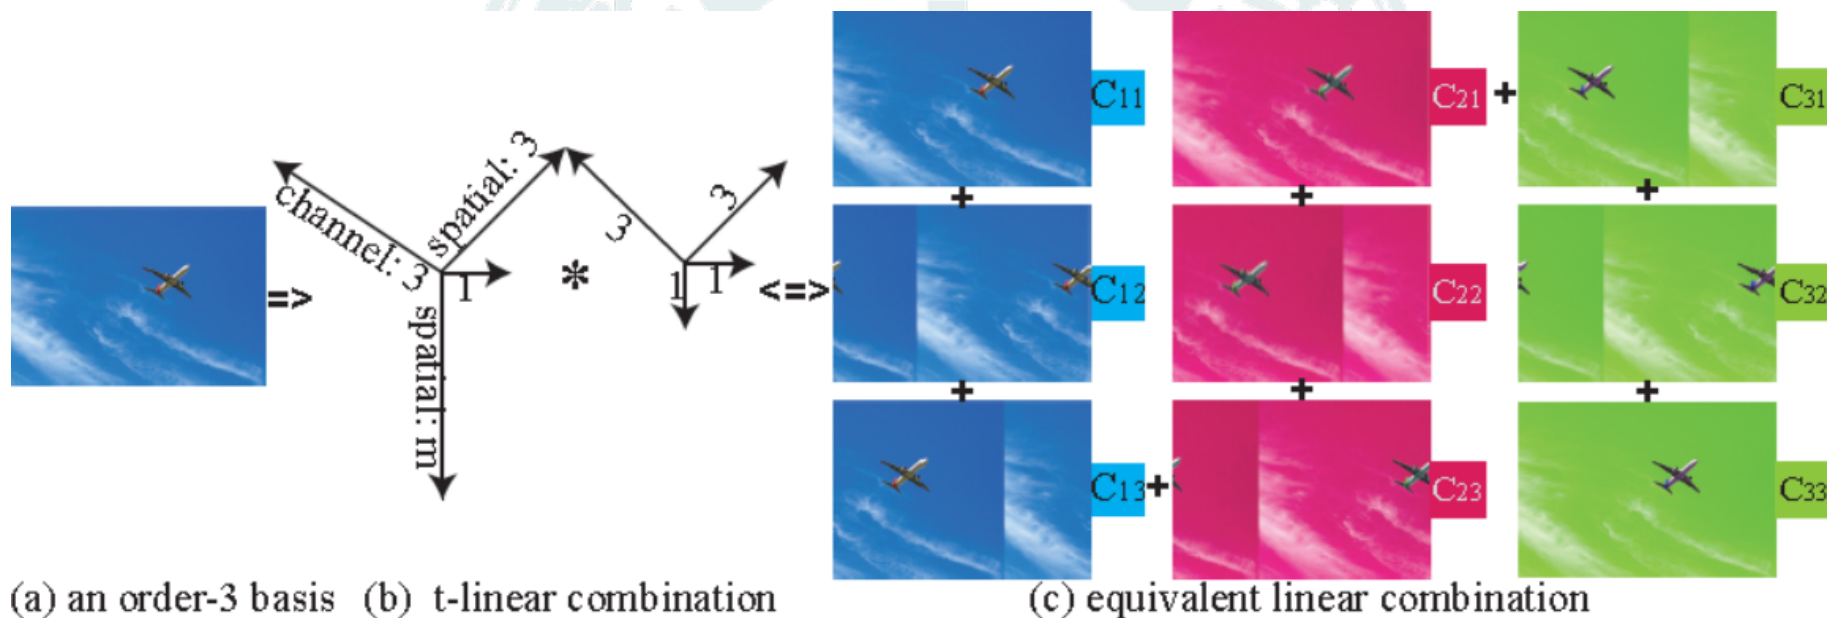 C11 C21 + C31
+ + +
channel: 3 spatial: 3 3 3
=> 1 * 1 1 <=> C12 C22 C32
spatial: m
+ + +
C13 + C23 C33
(a) an order-3 basis (b) t-linear combination (c) equivalent linear combination